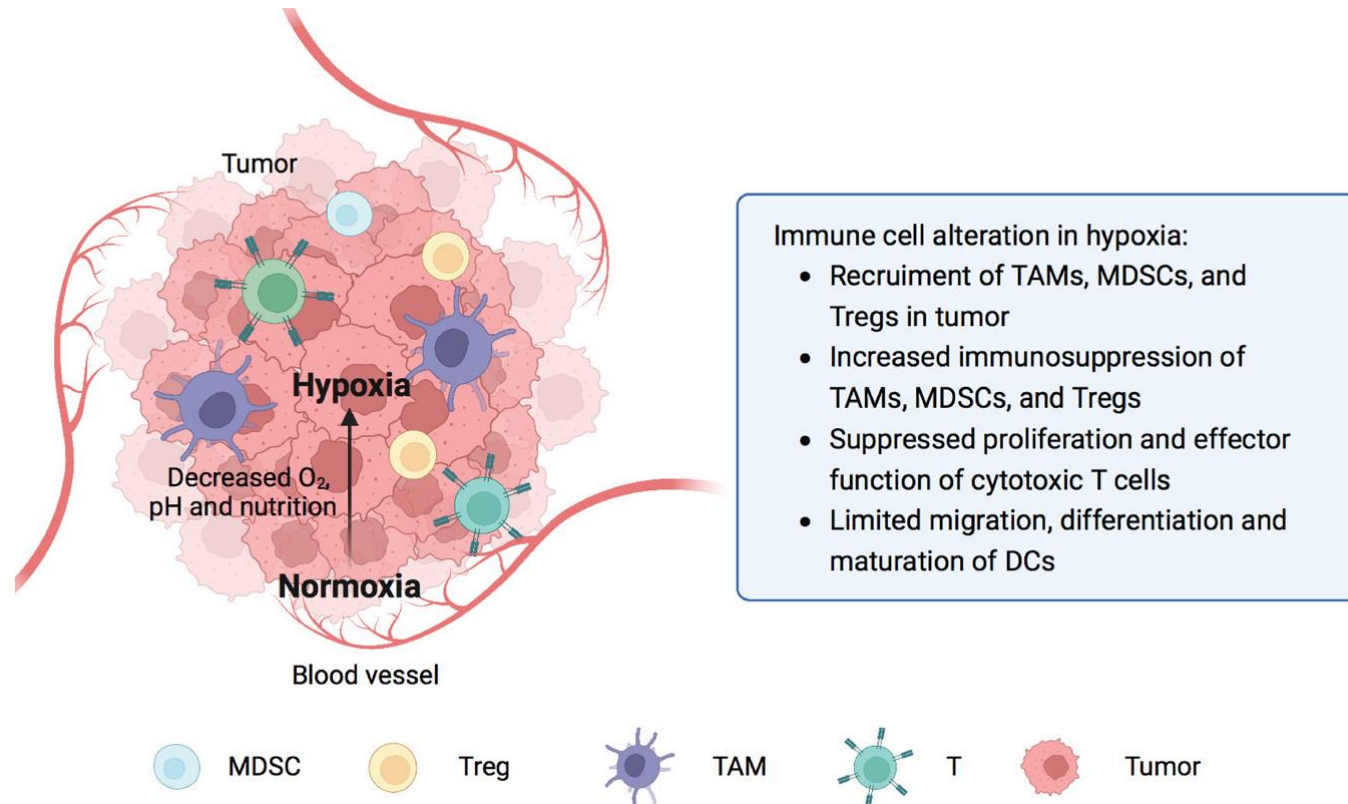 Tumor
Hypoxia
Decreased O₂,
pH and nutrition
Normoxia
Blood vessel
Immune cell alteration in hypoxia:
• Recruiment of TAMs, MDSCs, and
Tregs in tumor
• Increased immunosuppression of
TAMs, MDSCs, and Tregs
• Suppressed proliferation and effector
function of cytotoxic T cells
• Limited migration, differentiation and
maturation of DCs
MDSC Treg TAM T Tumor